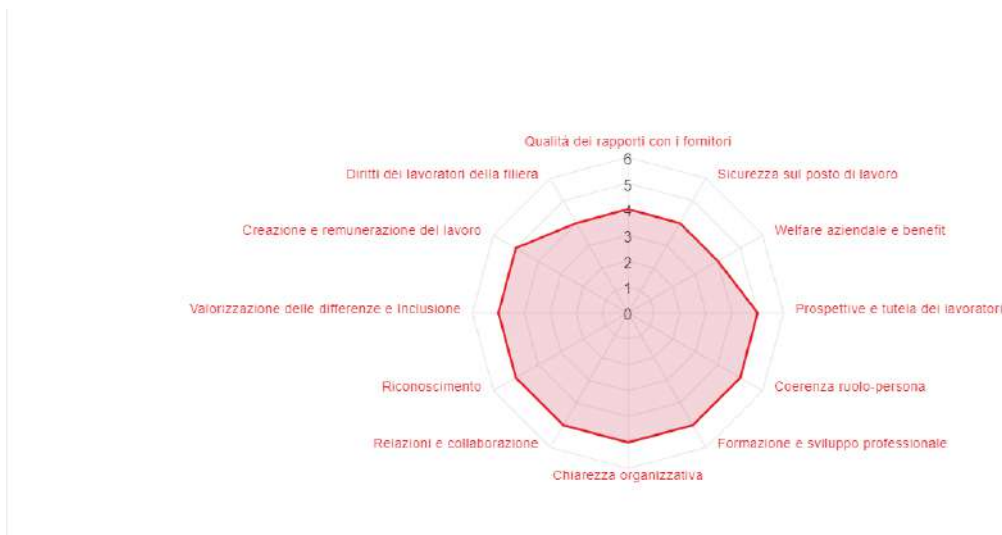 Qualità dei rapporti con i fornitori
6
Diritti dei lavoratori della filiera
Sicurezza sul posto di lavoro
5
Creazione e remunerazione del lavoro
4
Welfare aziendale e benefit
3
2
1
Valorizzazione delle differenze e Inclusione
0
Prospettive e tutela dei lavoratori
Riconoscimento
Coerenza ruolo-persona
Relazioni e collaborazione
Formazione e sviluppo professionale
Chiarezza organizzativa